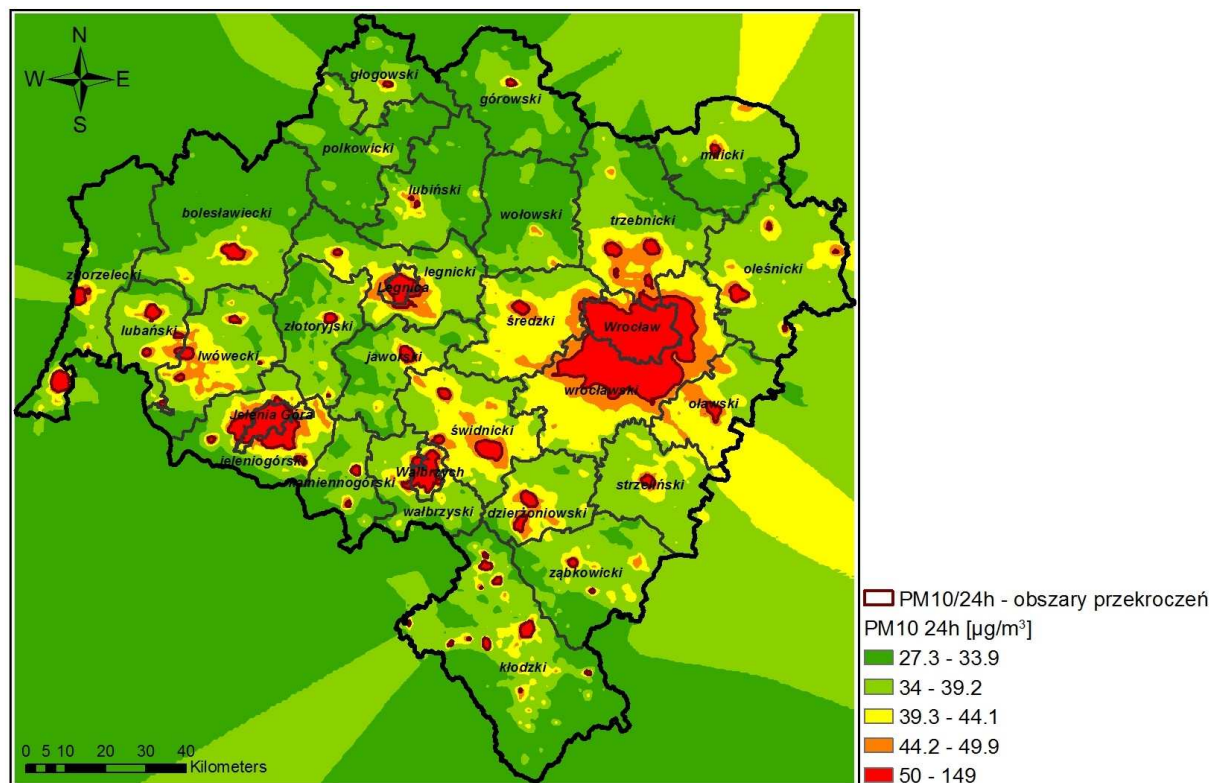 N
W E
S
głogowski
górowski
polkowicki
milicki
lubiński
bolesławiecki
wołowski
trzebnicki
zgorzelecki
legnicki
oleśnicki
Legnica
lubański
złotoryjski
średzki
Wrocław
lwówecki
jaworski
wrocławski
oławski
Jelenia Góra
świdnicki
jeleniogórski
Wałbrzych
kamiennogórski
strzeliński
wałbrzyski
dzierżoniowski
ząbkowicki
kłodzki
0 5 10 20 30 40
Kilometers
PM10/24h - obszary przekroczeń
PM10 24h [µg/m³]
27.3 - 33.9
34 - 39.2
39.3 - 44.1
44.2 - 49.9
50 - 149